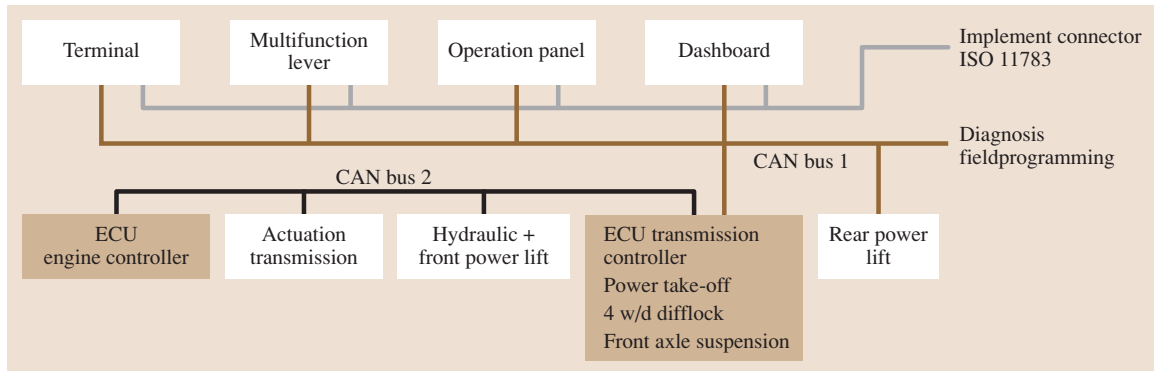 Terminal
Multifunction
lever
Operation panel
Dashboard
Implement connector
ISO 11783
Diagnosis
fieldprogramming
CAN bus 1
CAN bus 2
ECU
engine controller
Actuation
transmission
Hydraulic +
front power lift
ECU transmission
controller
Power take-off
4 w/d difflock
Front axle suspension
Rear power
lift